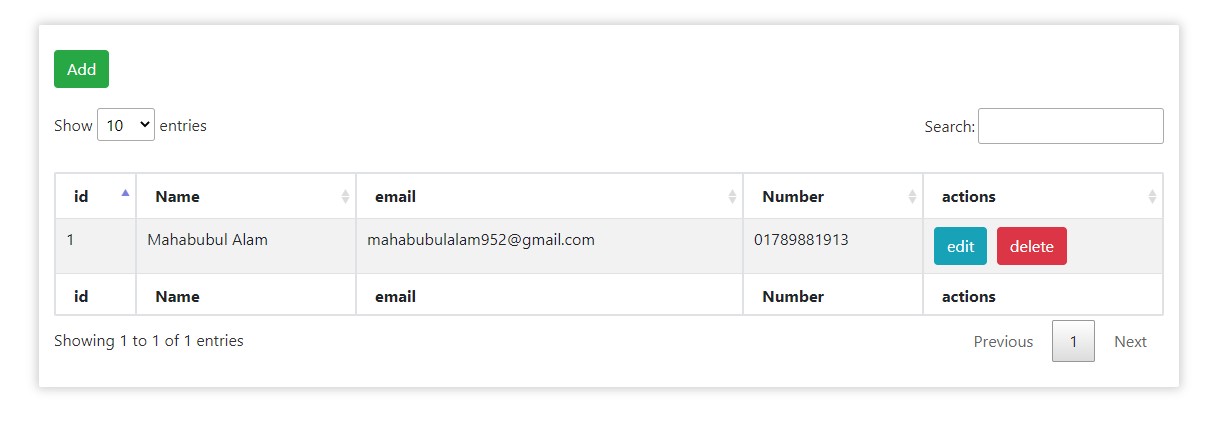 Add
Show 10 entries Search:
id Name email Number actions
1 Mahabubul Alam mahabubulalam952@gmail.com 01789881913 edit delete
id Name email Number actions
Showing 1 to 1 of 1 entries Previous 1 Next